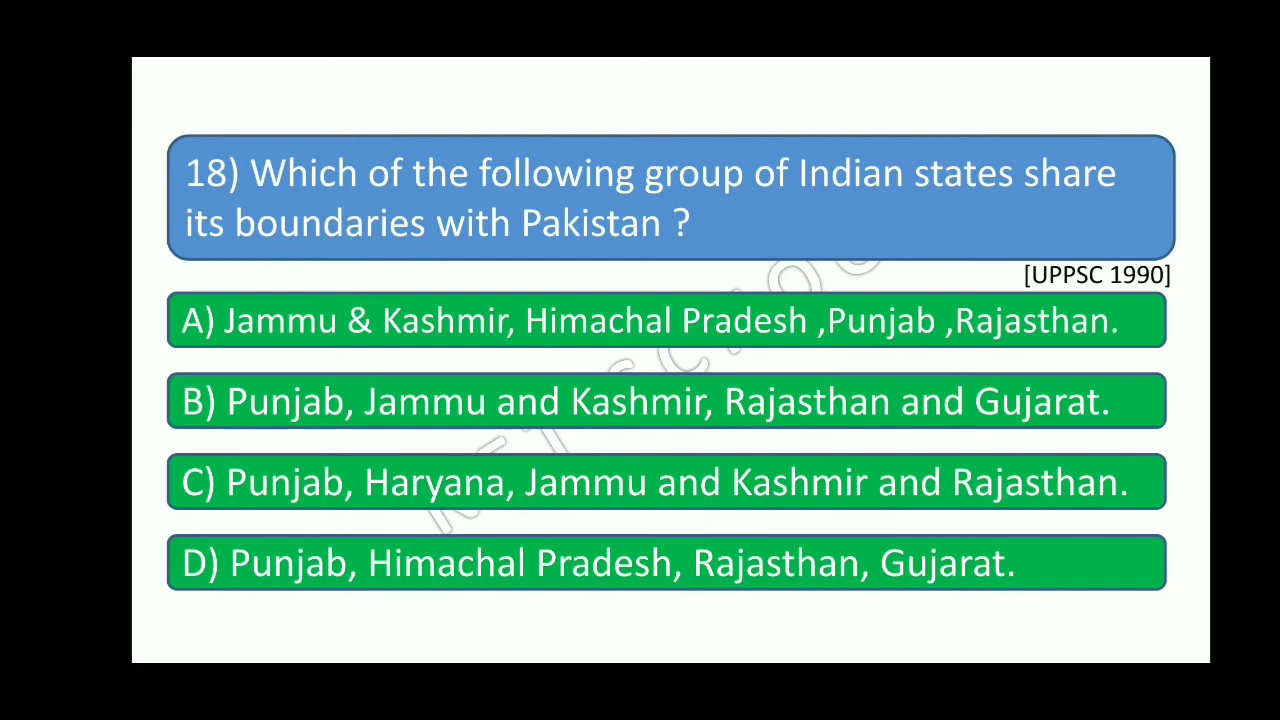 18) Which of the following group of Indian states share
its boundaries with Pakistan ?
[UPPSC 1990]
A) Jammu & Kashmir, Himachal Pradesh ,Punjab ,Rajasthan.
B) Punjab, Jammu and Kashmir, Rajasthan and Gujarat.
C) Punjab, Haryana, Jammu and Kashmir and Rajasthan.
D) Punjab, Himachal Pradesh, Rajasthan, Gujarat.